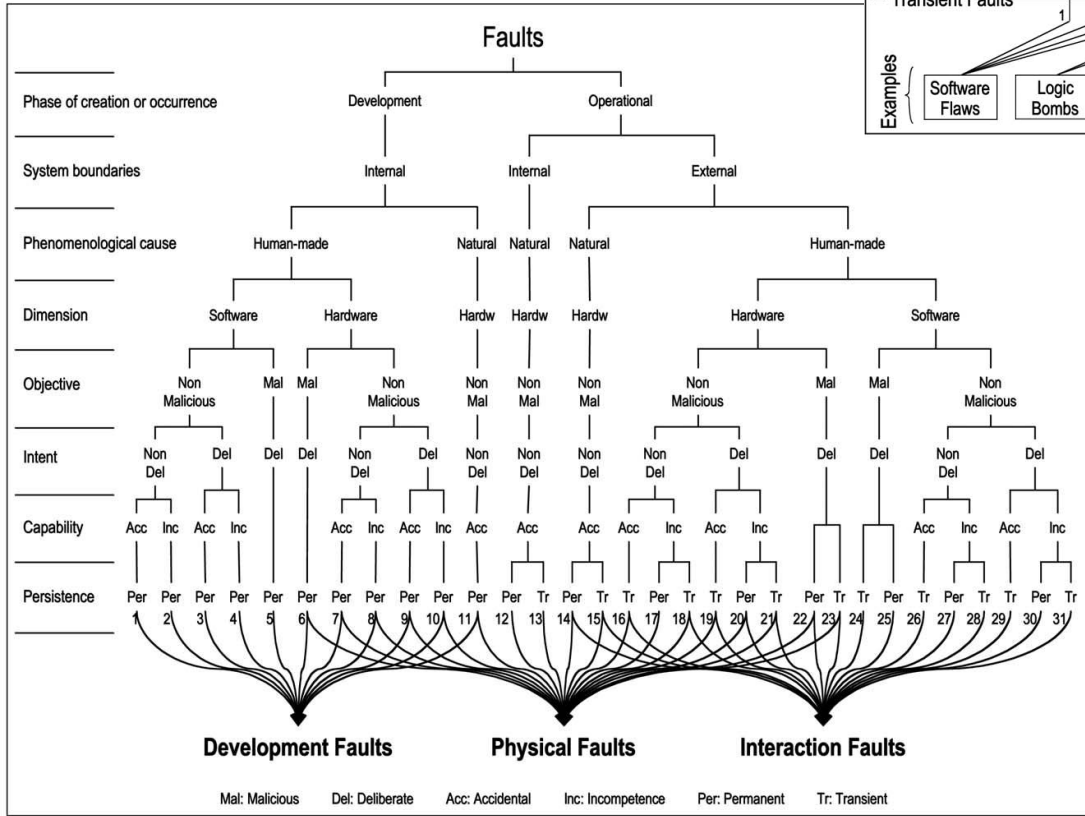 Transient Faults
1
Examples
Software Logic
Flaws Bombs
Faults
Phase of creation or occurrence Development Operational
System boundaries Internal Internal External
Phenomenological cause Human-made Natural Natural Natural Human-made
Dimension Software Hardware Hardw Hardw Hardw Hardware Software
Objective Non Mal Mal Non Non Non Non Non Mal Mal Non
Malicious Malicious Mal Mal Mal Malicious Malicious
Intent Non Del Del Del Non Del Non Non Non Non Del Del Del Non Del
Del Del Del Del Del Del Del
Capability Acc Inc Acc Inc Acc Inc Acc Inc Acc Acc Acc Acc Inc Acc Inc Acc Inc Acc Inc
Persistence Per Per Per Per Per Per Per Per Per Per Per Per Tr Per Tr Tr Per Tr Tr Per Tr Per Tr Tr Per Tr Per Tr Tr Per Tr
1 2 3 4 5 6 7 8 9 10 11 12 13 14 15 16 17 18 19 20 21 22 23 24 25 26 27 28 29 30 31
Development Faults Physical Faults Interaction Faults
Mal: Malicious Del: Deliberate Acc: Accidental Inc: Incompetence Per: Permanent Tr: Transient